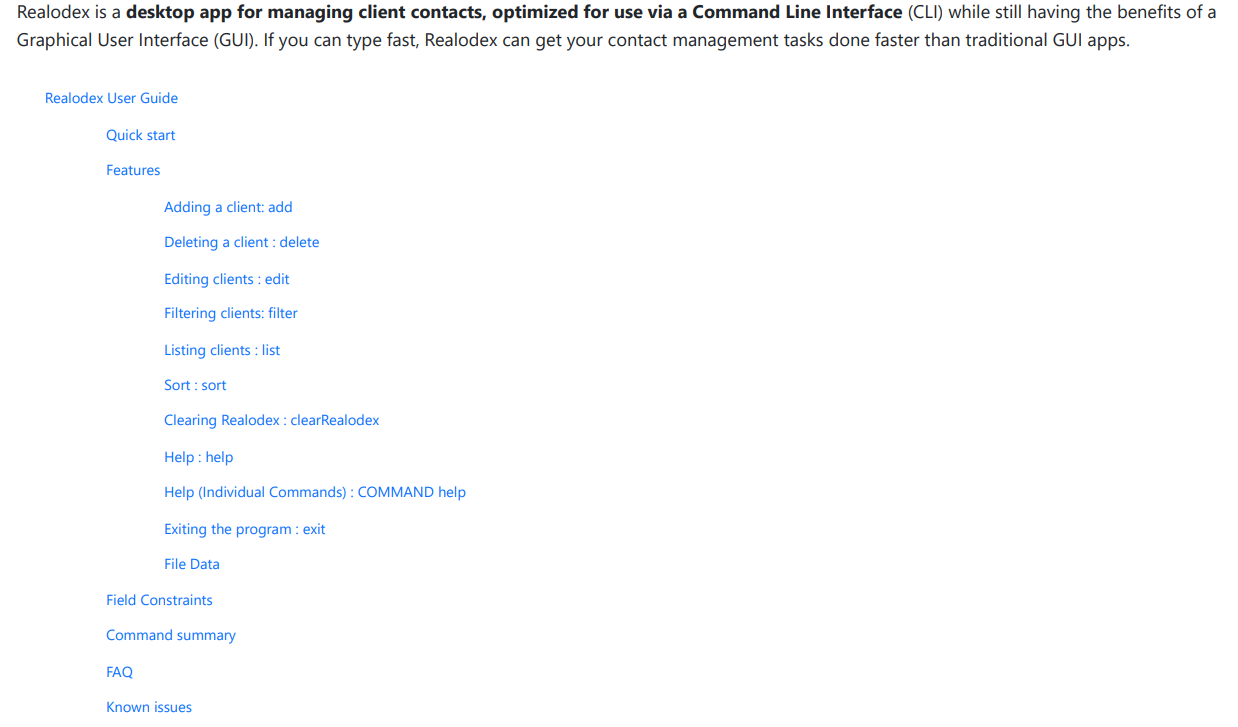 Realodex is a desktop app for managing client contacts, optimized for use via a Command Line Interface (CLI) while still having the benefits of a
Graphical User Interface (GUI). If you can type fast, Realodex can get your contact management tasks done faster than traditional GUI apps.
Realodex User Guide
Quick start
Features
Adding a client: add
Deleting a client : delete
Editing clients : edit
Filtering clients: filter
Listing clients : list
Sort : sort
Clearing Realodex : clearRealodex
Help : help
Help (Individual Commands) : COMMAND help
Exiting the program : exit
File Data
Field Constraints
Command summary
FAQ
Known issues